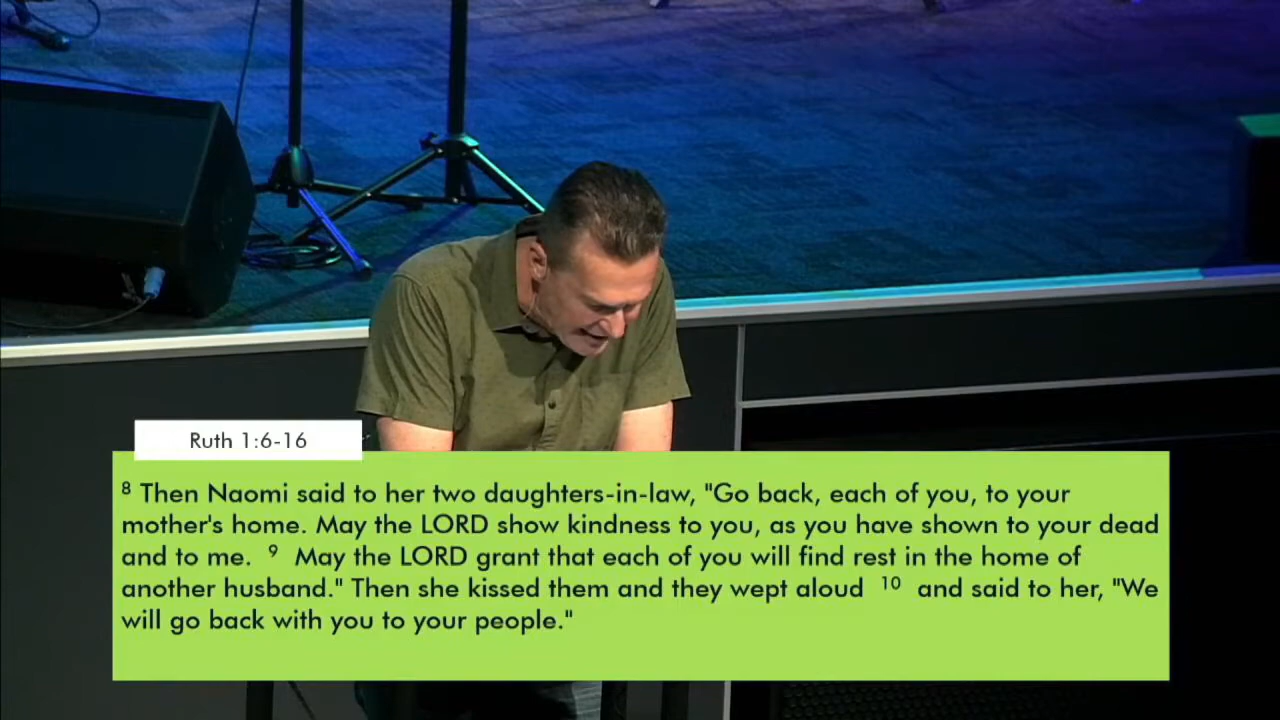 Ruth 1:6-16
8 Then Naomi said to her two daughters-in-law, "Go back, each of you, to your
mother's home. May the LORD show kindness to you, as you have shown to your dead
and to me. 9 May the LORD grant that each of you will find rest in the home of
another husband." Then she kissed them and they wept aloud 10 and said to her, "We
will go back with you to your people."